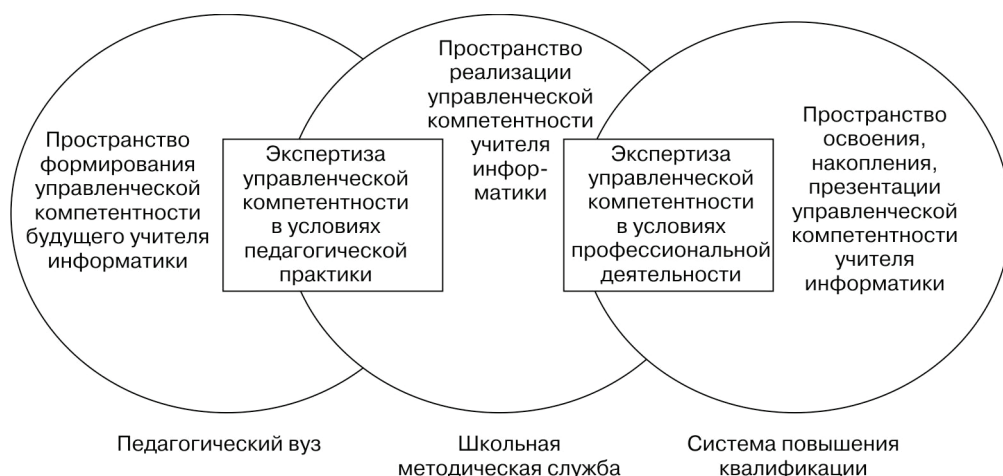 Пространство
формирования
управленческой
компетентности
будущего учителя
информатики
Экспертиза
управленческой
компетентности
в условиях
педагогической
практики
Пространство
реализации
управленческой
компетентности
учителя
инфор-
матики
Экспертиза
управленческой
компетентности
в условиях
профессиональной
деятельности
Пространство
освоения,
накопления,
презентации
управленческой
компетентности
учителя
информатики
Педагогический вуз
Школьная
методическая служба
Система повышения
квалификации